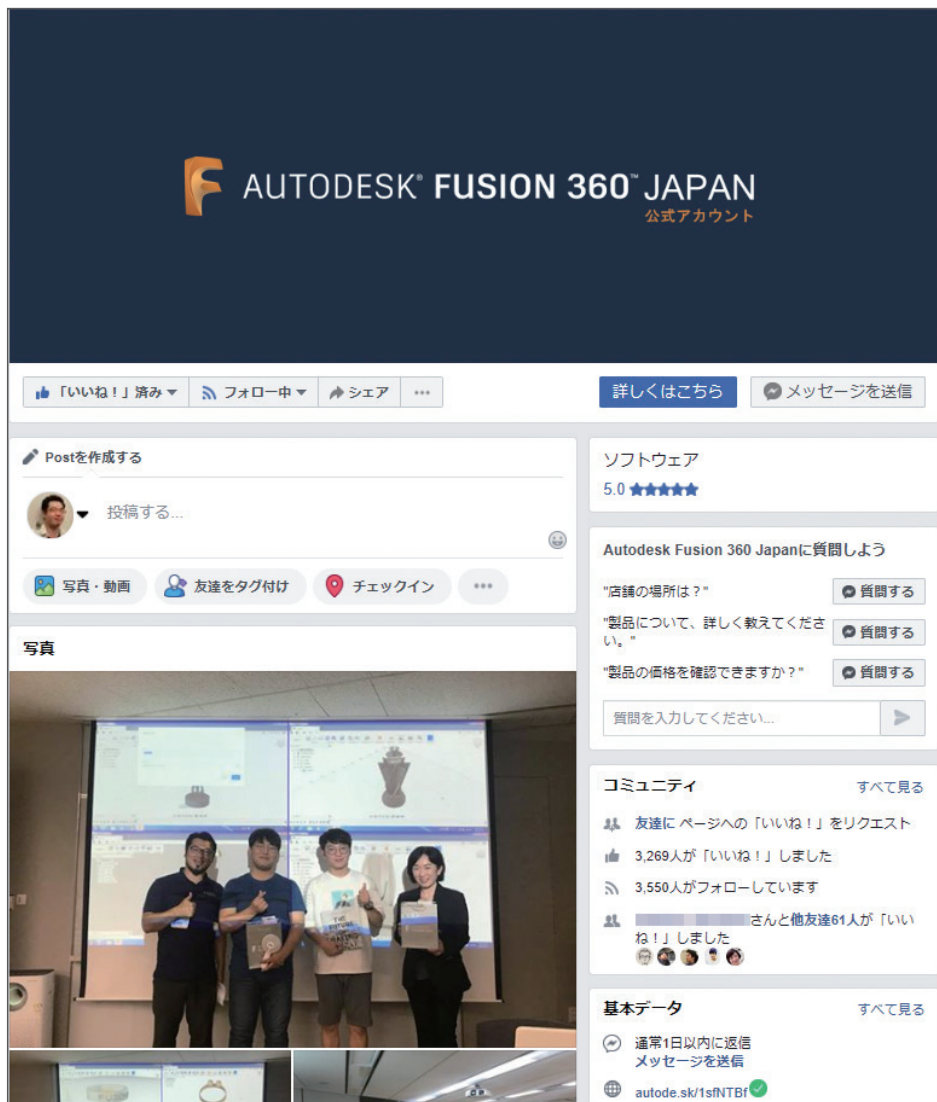 AUTODESK® FUSION 360™ JAPAN
公式アカウント
「いいね！」済み
フォロー中
シェア
詳しくはこちら
メッセージを送信
Postを作成する
投稿する...
写真・動画
友達をタグ付け
チェックイン
写真
ソフトウェア
5.0
Autodesk Fusion 360 Japanに質問しよう
"店舗の場所は？"
質問する
"製品について、詳しく教えてくださ
い。"
質問する
"製品の価格を確認できますか？"
質問する
質問を入力してください...
コミュニティ
すべて見る
友達に ページへの「いいね！」をリクエスト
3,269人が「いいね！」しました
3,550人がフォローしています
さんと他友達61人が「いい
ね！」しました
基本データ
すべて見る
通常1日以内に返信
メッセージを送信
autode.sk/1sfNTBf